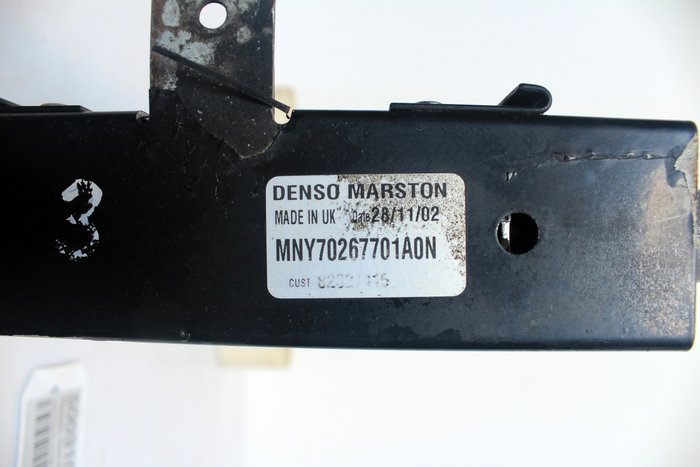 3
DENSO MARSTON
MADE IN UK Date 28/11/02
MNY70267701A0N
CUST